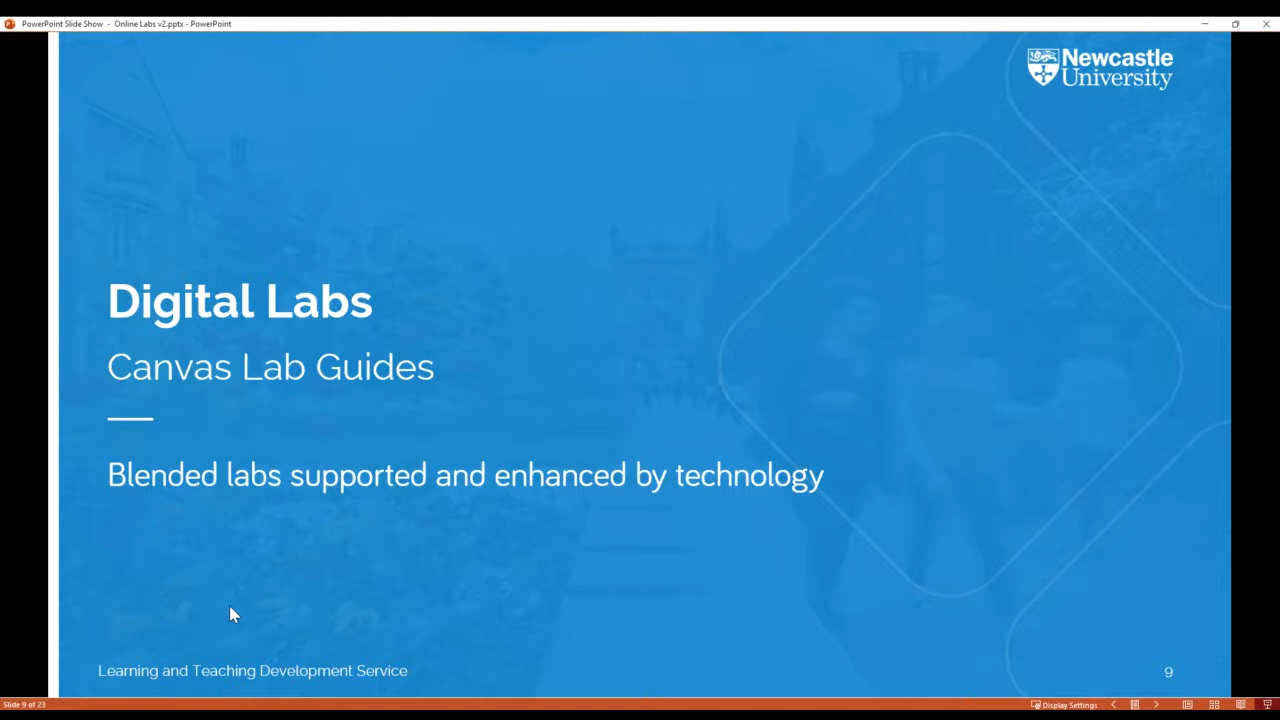 PowerPoint Slide Show - Online Labs v2.pptx - PowerPoint
Newcastle
University
Digital Labs
Canvas Lab Guides
Blended labs supported and enhanced by technology
Learning and Teaching Development Service
9
Slide 9 of 23
Display Settings